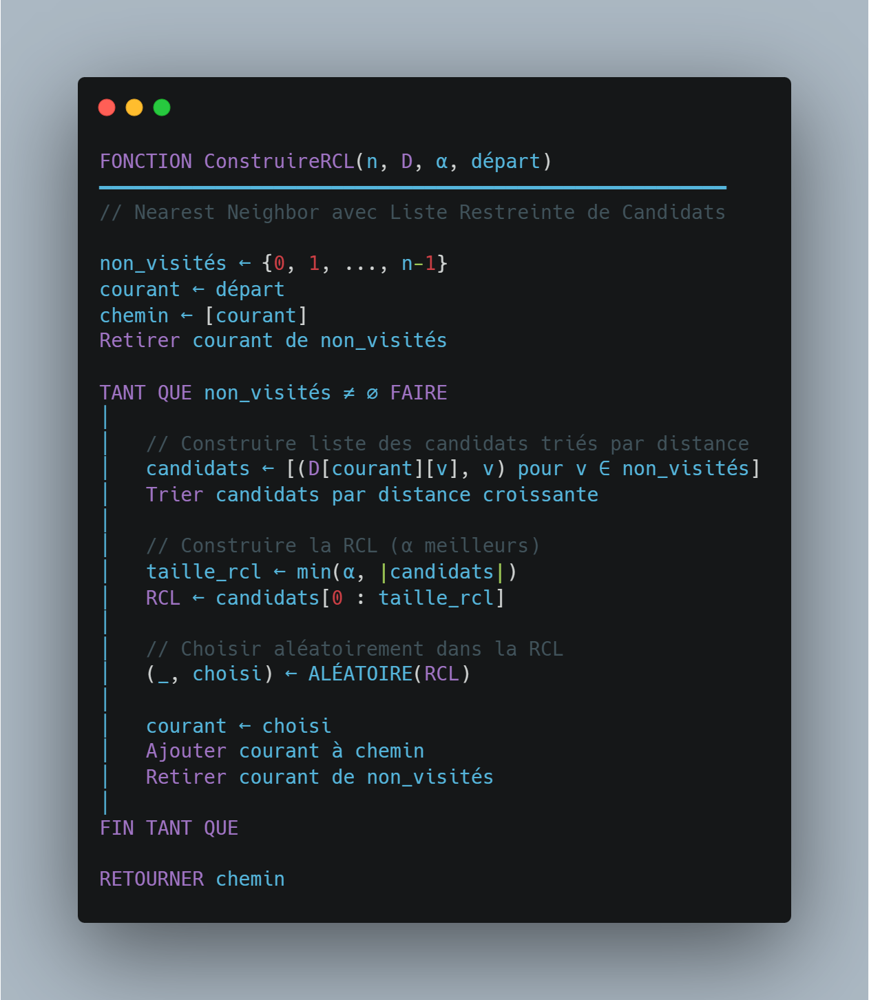 FONCTION ConstruireRCL(n, D, α, départ)
// Nearest Neighbor avec Liste Restreinte de Candidats
non_visités ← {0, 1, ..., n-1}
courant ← départ
chemin ← [courant]
Retirer courant de non_visités
TANT QUE non_visités ≠ ∅ FAIRE
// Construire liste des candidats triés par distance
candidats ← [(D[courant][v], v) pour v ∈ non_visités]
Trier candidats par distance croissante
// Construire la RCL (α meilleurs)
taille_rcl ← min(α, |candidats|)
RCL ← candidats[0 : taille_rcl]
// Choisir aléatoirement dans la RCL
(_, choisi) ← ALÉATOIRE(RCL)
courant ← choisi
Ajouter courant à chemin
Retirer courant de non_visités
FIN TANT QUE
RETOURNER chemin